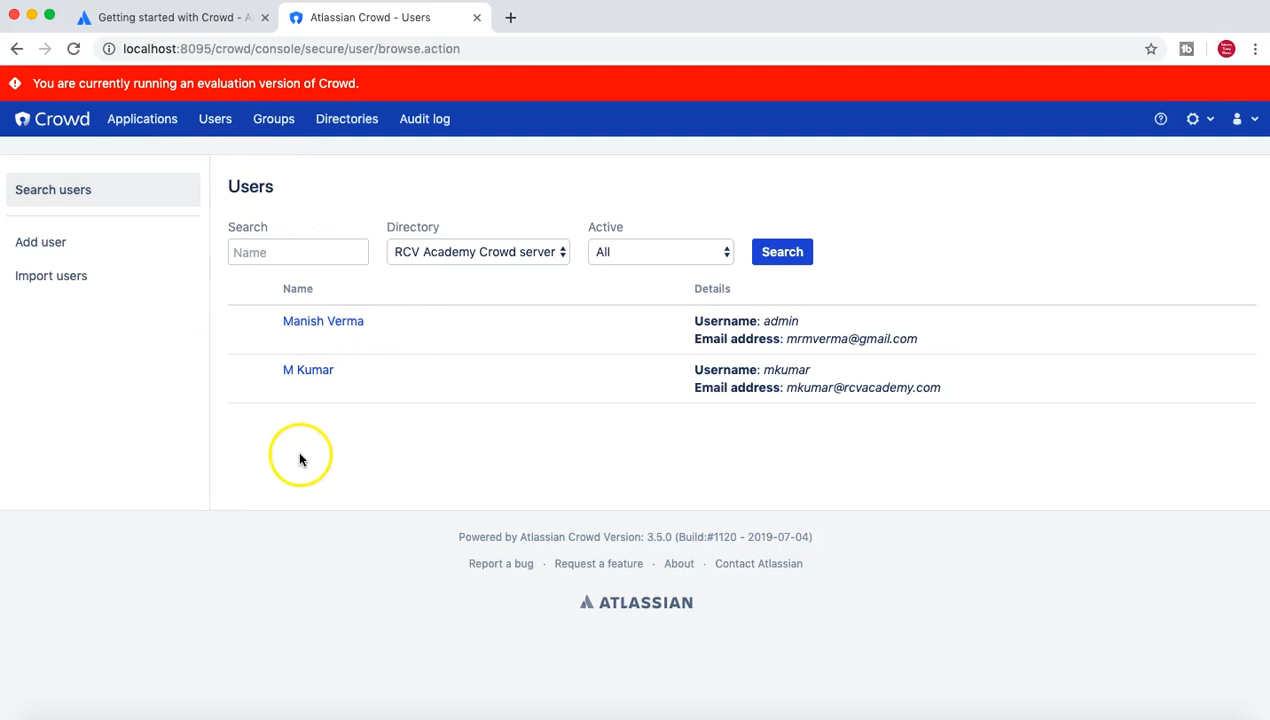 Getting started with Crowd - A
Atlassian Crowd - Users
localhost:8095/crowd/console/secure/user/browse.action
You are currently running an evaluation version of Crowd.
Crowd
Applications
Users
Groups
Directories
Audit log
Search users
Add user
Import users
Users
Search
Directory
Active
Name
RCV Academy Crowd server
All
Search
Name
Details
Manish Verma
Username: admin
Email address: mrmverma@gmail.com
M Kumar
Username: mkumar
Email address: mkumar@rcvacademy.com
Powered by Atlassian Crowd Version: 3.5.0 (Build:#1120 - 2019-07-04)
Report a bug · Request a feature · About · Contact Atlassian
ATLASSIAN